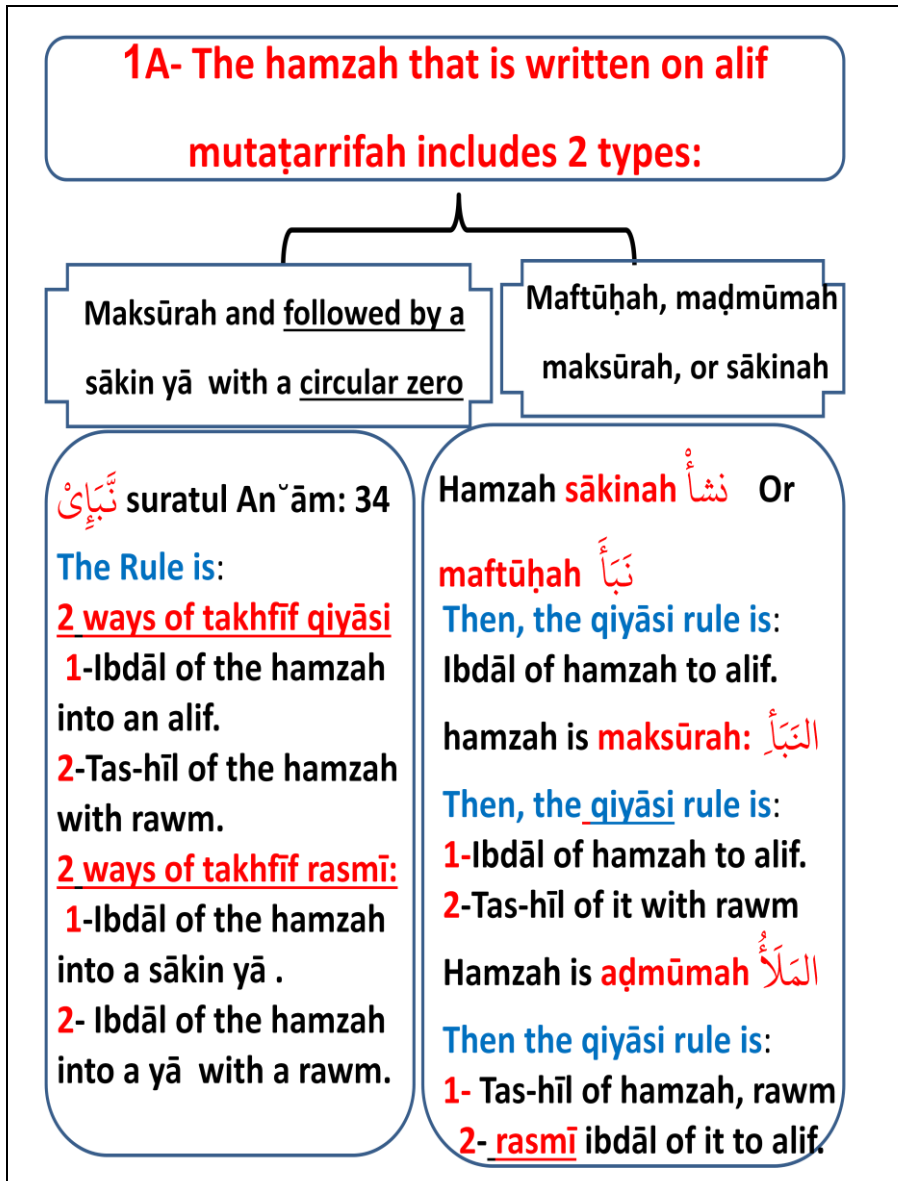 1A- The hamzah that is written on alif
mutaṭarrifah includes 2 types:
Maksūrah and followed by a
sākin yā with a circular zero
Maftūḥah, maḍmūmah
maksūrah, or sākinah
نَّبَإِىْ suratul An˘ām: 34
The Rule is:
2 ways of takhfīf qiyāsi
1-Ibdāl of the hamzah
into an alif.
2-Tas-hīl of the hamzah
with rawm.
2 ways of takhfīf rasmī:
1-Ibdāl of the hamzah
into a sākin yā .
2- Ibdāl of the hamzah
into a yā with a rawm.
Hamzah sākinah نشأْ Or
maftūḥah نَبَأَ
Then, the qiyāsi rule is:
Ibdāl of hamzah to alif.
hamzah is maksūrah: النَبَأِ
Then, the qiyāsi rule is:
1-Ibdāl of hamzah to alif.
2-Tas-hīl of it with rawm
Hamzah is aḍmūmah المَلَأُ
Then the qiyāsi rule is:
1- Tas-hīl of hamzah, rawm
2- rasmī ibdāl of it to alif.